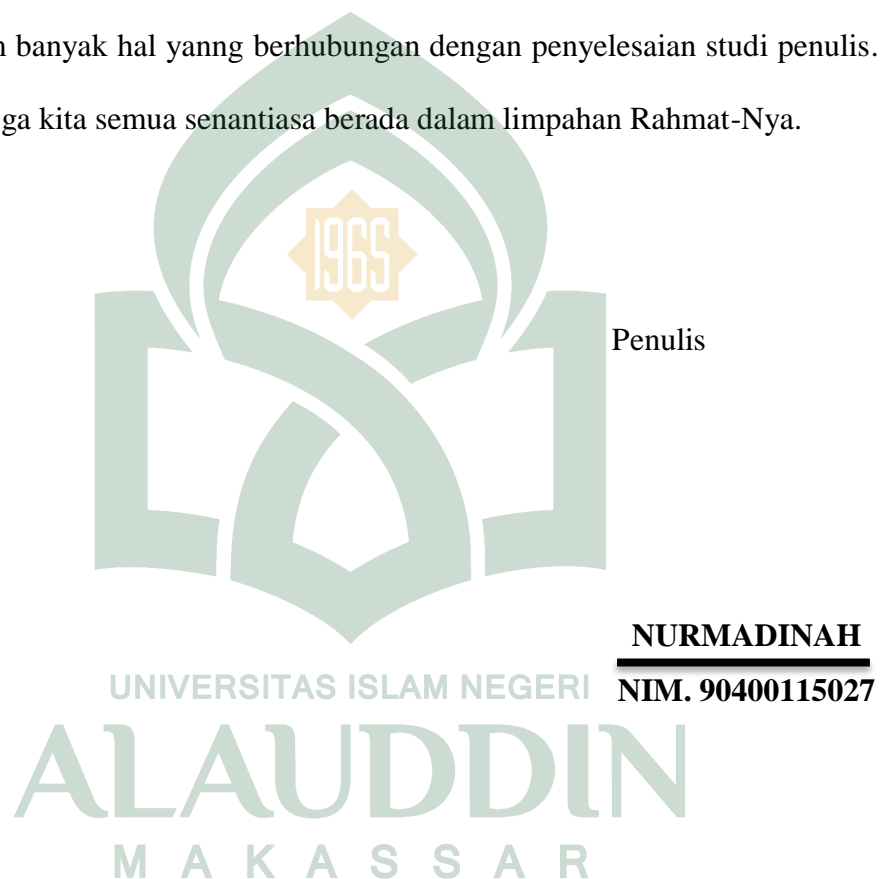 banyak hal yanng berhubungan dengan penyelesaian studi penulis.
kita semua senantiasa berada dalam limpahan Rahmat-Nya.
1965
Penulis
NURMADINAH
NIM. 90400115027
UNIVERSITAS ISLAM NEGERI
ALAUDDIN
MAKASSAR